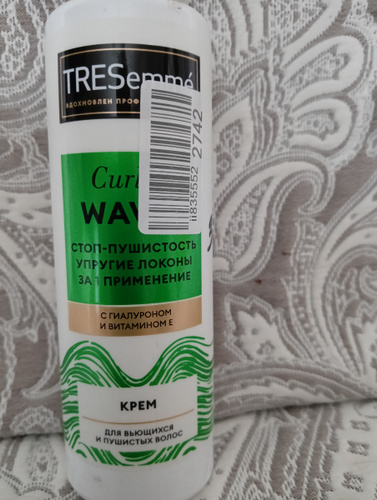 TRESemmé
ВДОХНОВЛЕН
Curl
WAV
СТОП-ПУШИСТОСТЬ
УПРУГИЕ ЛОКОНЫ
ЗА 1 ПРИМЕНЕНИЕ
С ГИАЛУРОНОМ
И ВИТАМИНОМ Е
КРЕМ
ДЛЯ ВЬЮЩИХСЯ
И ПУШИСТЫХ ВОЛОС
ii835552 2742